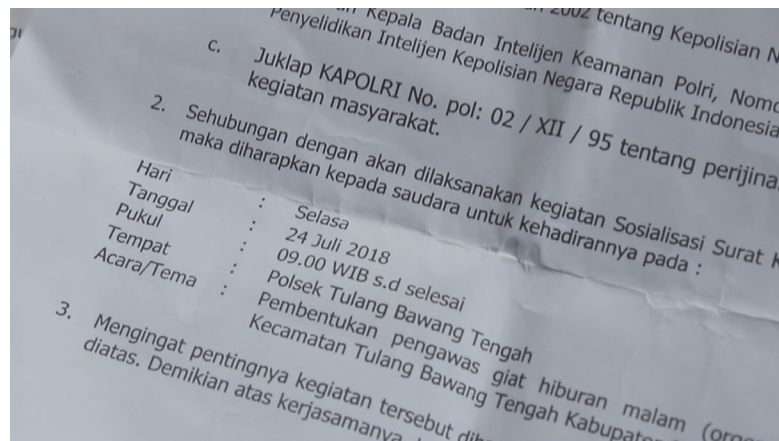 2002 tentang Kepolisian N
Kepala Badan Intelijen Keamanan Polri, Nomo
Penyelidikan Intelijen Kepolisian Negara Republik Indonesia
c. Juklap KAPOLRI No. pol: 02 / XII / 95 tentang perijina
kegiatan masyarakat.
2. Sehubungan dengan akan dilaksanakan kegiatan Sosialisasi Surat K
maka diharapkan kepada saudara untuk kehadirannya pada :
Hari : Selasa
Tanggal : 24 Juli 2018
Pukul : 09.00 WIB s.d selesai
Tempat : Polsek Tulang Bawang Tengah
Acara/Tema : Pembentukan pengawas giat hiburan malam (orge
Kecamatan Tulang Bawang Tengah Kabupaten
3. Mengingat pentingnya kegiatan tersebut dih
diatas. Demikian atas kerjasamanya